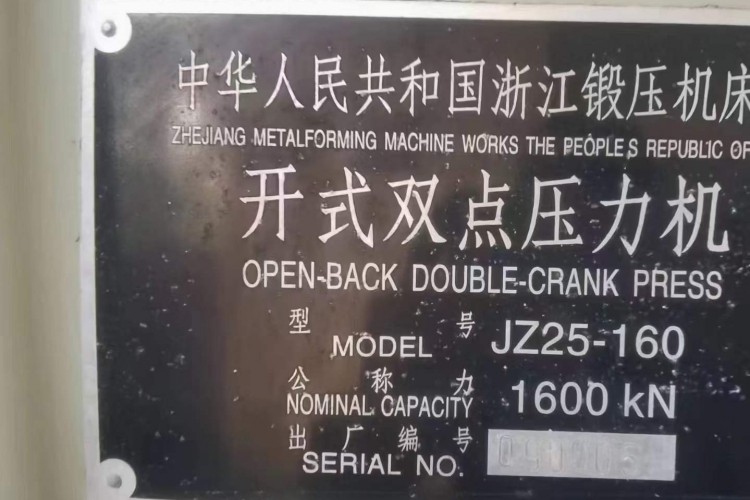 中华人民共和国浙江锻压机床
ZHEJIANG METALFORMING MACHINE WORKS THE PEOPLE,S REPUBLIC OF
开式双点压力机
OPEN-BACK DOUBLE-CRANK PRESS
型 号
MODEL JZ25-160
公 称 力
NOMINAL CAPACITY 1600 kN
出厂编号
SERIAL NO.